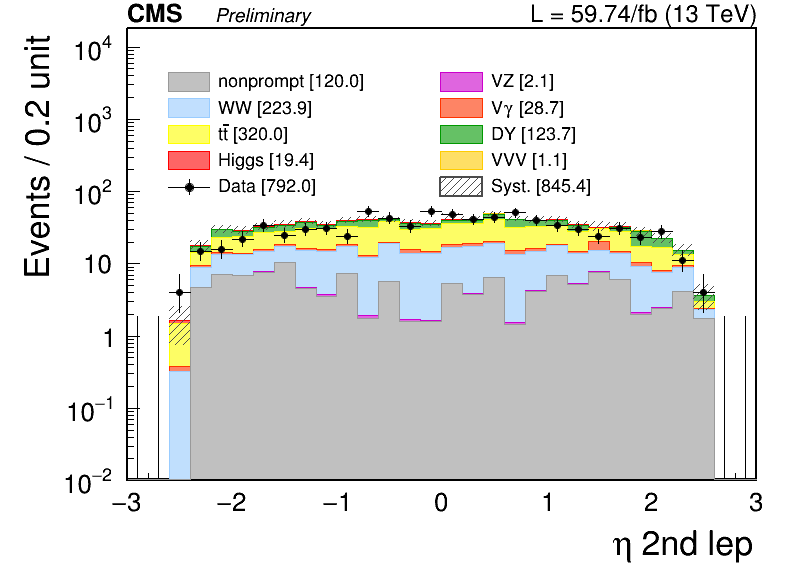 CMS Preliminary L = 59.74/fb (13 TeV)
Events / 0.2 unit
10⁴
10³
10²
10
1
10⁻¹
10⁻²
nonprompt [120.0]
WW [223.9]
tt̄ [320.0]
Higgs [19.4]
Data [792.0]
VZ [2.1]
Vγ [28.7]
DY [123.7]
VVV [1.1]
Syst. [845.4]
−3 −2 −1 0 1 2 3
η 2nd lep